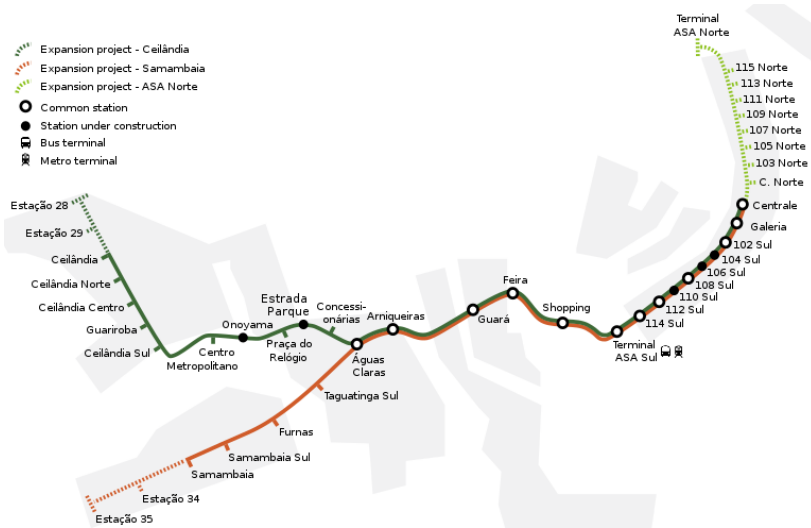 Expansion project - Ceilândia
Expansion project - Samambaia
Expansion project - ASA Norte
Common station
Station under construction
Bus terminal
Metro terminal
Terminal
ASA Norte
115 Norte
113 Norte
111 Norte
109 Norte
107 Norte
105 Norte
103 Norte
C. Norte
Centrale
Galeria
102 Sul
104 Sul
106 Sul
108 Sul
110 Sul
112 Sul
114 Sul
Terminal
ASA Sul
Shopping
Feira
Guará
Arniqueiras
Águas
Claras
Concessi-
onárias
Estrada
Parque
Praça do
Relógio
Onoyama
Centro
Metropolitano
Ceilândia Sul
Guariroba
Ceilândia Centro
Ceilândia Norte
Ceilândia
Estação 29
Estação 28
Taguatinga Sul
Furnas
Samambaia Sul
Samambaia
Estação 34
Estação 35